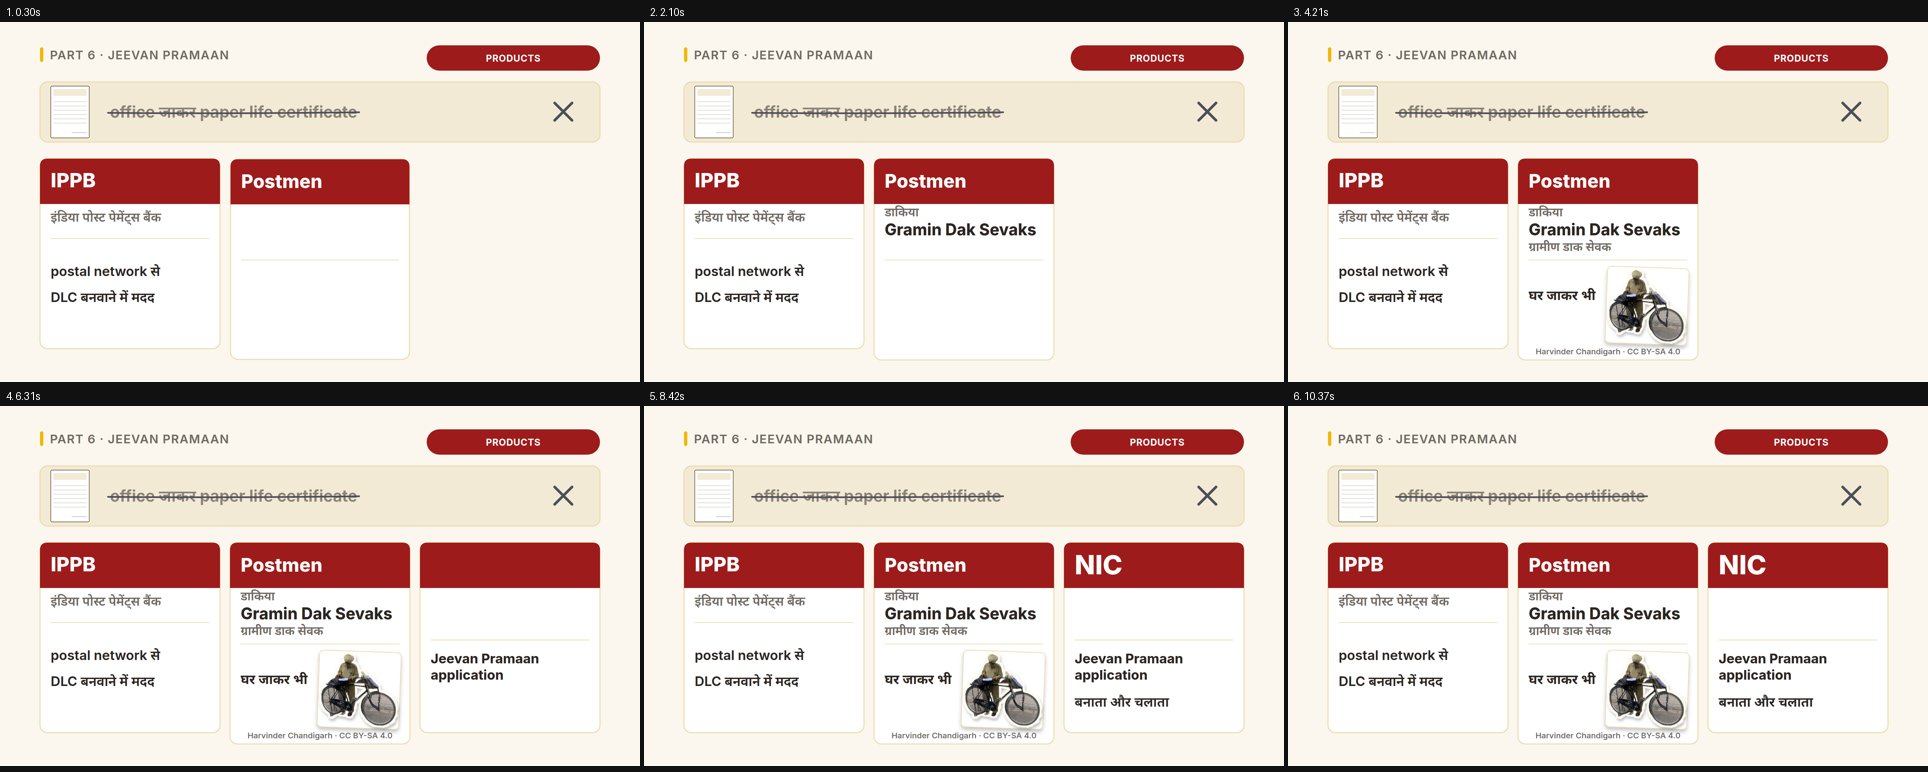 1. 0.30s
PART 6 · JEEVAN PRAMAAN
PRODUCTS
office जाकर paper life certificate
IPPB
इंडिया पोस्ट पेमेंट्स बैंक
postal network से
DLC बनवाने में मदद
Postmen
2. 2.10s
PART 6 · JEEVAN PRAMAAN
PRODUCTS
office जाकर paper life certificate
IPPB
इंडिया पोस्ट पेमेंट्स बैंक
postal network से
DLC बनवाने में मदद
Postmen
डाकिया
Gramin Dak Sevaks
3. 4.21s
PART 6 · JEEVAN PRAMAAN
PRODUCTS
office जाकर paper life certificate
IPPB
इंडिया पोस्ट पेमेंट्स बैंक
postal network से
DLC बनवाने में मदद
Postmen
डाकिया
Gramin Dak Sevaks
ग्रामीण डाक सेवक
घर जाकर भी
Harvinder Chandigarh · CC BY-SA 4.0
4. 6.31s
PART 6 · JEEVAN PRAMAAN
PRODUCTS
office जाकर paper life certificate
IPPB
इंडिया पोस्ट पेमेंट्स बैंक
postal network से
DLC बनवाने में मदद
Postmen
डाकिया
Gramin Dak Sevaks
ग्रामीण डाक सेवक
घर जाकर भी
Harvinder Chandigarh · CC BY-SA 4.0
Jeevan Pramaan
application
5. 8.42s
PART 6 · JEEVAN PRAMAAN
PRODUCTS
office जाकर paper life certificate
IPPB
इंडिया पोस्ट पेमेंट्स बैंक
postal network से
DLC बनवाने में मदद
Postmen
डाकिया
Gramin Dak Sevaks
ग्रामीण डाक सेवक
घर जाकर भी
Harvinder Chandigarh · CC BY-SA 4.0
NIC
Jeevan Pramaan
application
बनाता और चलाता
6. 10.37s
PART 6 · JEEVAN PRAMAAN
PRODUCTS
office जाकर paper life certificate
IPPB
इंडिया पोस्ट पेमेंट्स बैंक
postal network से
DLC बनवाने में मदद
Postmen
डाकिया
Gramin Dak Sevaks
ग्रामीण डाक सेवक
घर जाकर भी
Harvinder Chandigarh · CC BY-SA 4.0
NIC
Jeevan Pramaan
application
बनाता और चलाता